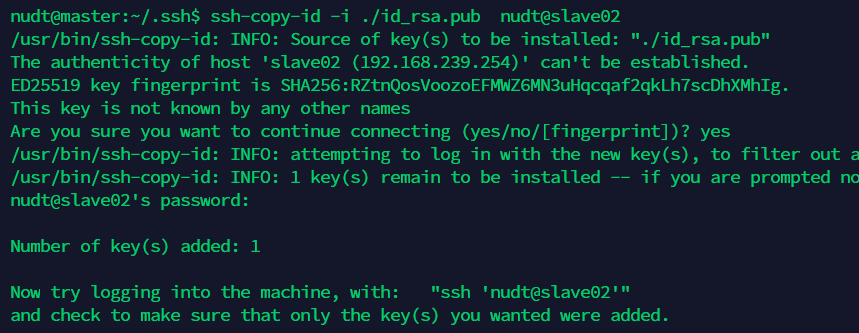 nudt@master:~/.ssh$ ssh-copy-id -i ./id_rsa.pub  nudt@slave02
/usr/bin/ssh-copy-id: INFO: Source of key(s) to be installed: "./id_rsa.pub"
The authenticity of host 'slave02 (192.168.239.254)' can't be established.
ED25519 key fingerprint is SHA256:RZtnQosVoozoEFMWZ6MN3uHqcqaf2qkLh7scDhXMhIg.
This key is not known by any other names
Are you sure you want to continue connecting (yes/no/[fingerprint])? yes
/usr/bin/ssh-copy-id: INFO: attempting to log in with the new key(s), to filter out a
/usr/bin/ssh-copy-id: INFO: 1 key(s) remain to be installed -- if you are prompted no
nudt@slave02's password:
Number of key(s) added: 1
Now try logging into the machine, with:   "ssh 'nudt@slave02'"
and check to make sure that only the key(s) you wanted were added.